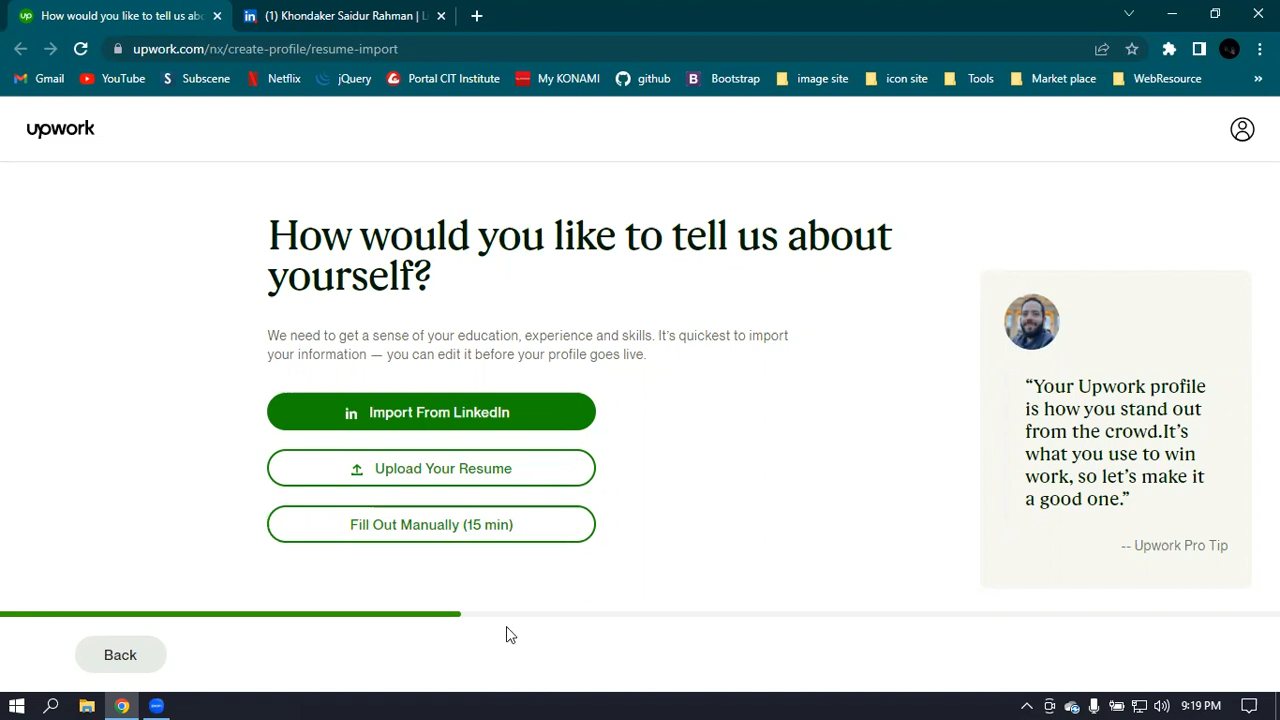 How would you like to tell us abo
(1) Khondaker Saidur Rahman | Li
upwork.com/nx/create-profile/resume-import
Gmail
YouTube
Subscene
Netflix
jQuery
Portal CIT Institute
My KONAMI
github
Bootstrap
image site
icon site
Tools
Market place
WebResource
upwork
How would you like to tell us about
yourself?
We need to get a sense of your education, experience and skills. It's quickest to import
your information — you can edit it before your profile goes live.
in Import From LinkedIn
Upload Your Resume
Fill Out Manually (15 min)
“Your Upwork profile
is how you stand out
from the crowd.It’s
what you use to win
work, so let’s make it
a good one.”
-- Upwork Pro Tip
Back
9:19 PM